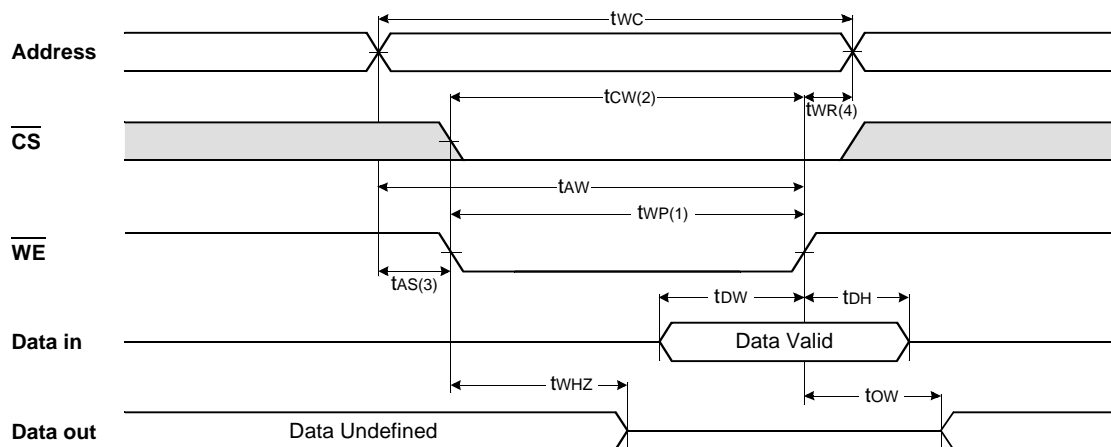 tWC
Address
tCW(2)
tWR(4)
CS
tAW
tWP(1)
WE
tAS(3)
tDW
tDH
Data in
Data Valid
tWHZ
tOW
Data out
Data Undefined